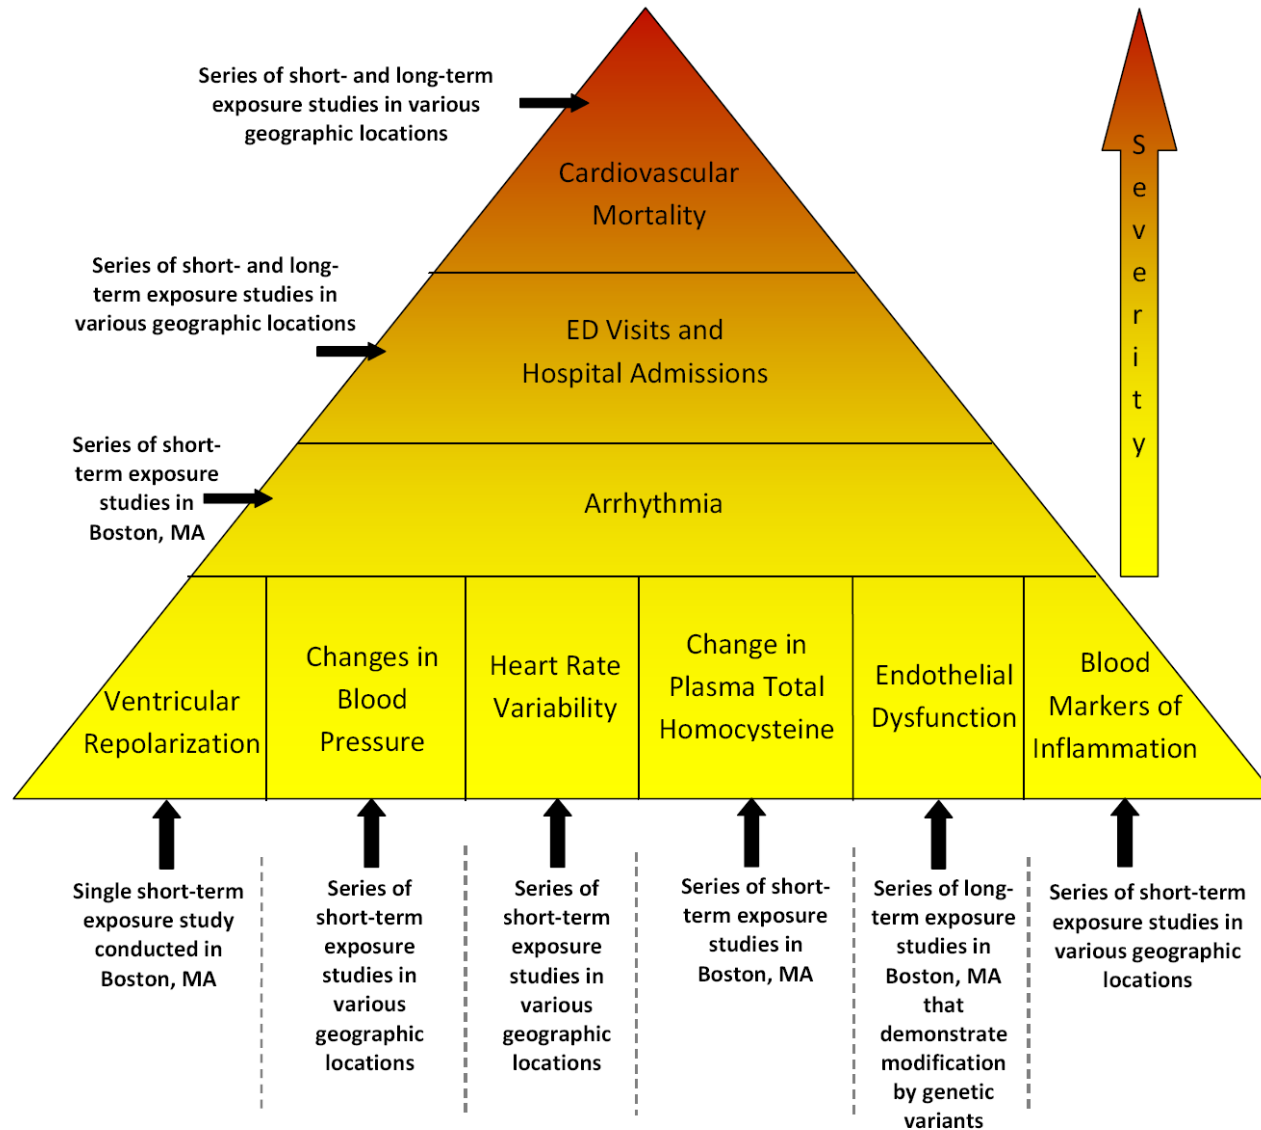 Series of short- and long-term
exposure studies in various
geographic locations
Cardiovascular
Mortality
Severity
Series of short- and long-
term exposure studies in
various geographic locations
ED Visits and
Hospital Admissions
Series of short-
term exposure
studies in
Boston, MA
Arrhythmia
Ventricular
Repolarization
Changes in
Blood
Pressure
Heart Rate
Variability
Change in
Plasma Total
Homocysteine
Endothelial
Dysfunction
Blood
Markers of
Inflammation
Single short-term
exposure study
conducted in
Boston, MA
Series of
short-term
exposure
studies in
various
geographic
locations
Series of
short-term
exposure
studies in
various
geographic
locations
Series of short-
term exposure
studies in
Boston, MA
Series of long-
term exposure
studies in
Boston, MA
that
demonstrate
modification
by genetic
variants
Series of short-term
exposure studies in
various geographic
locations